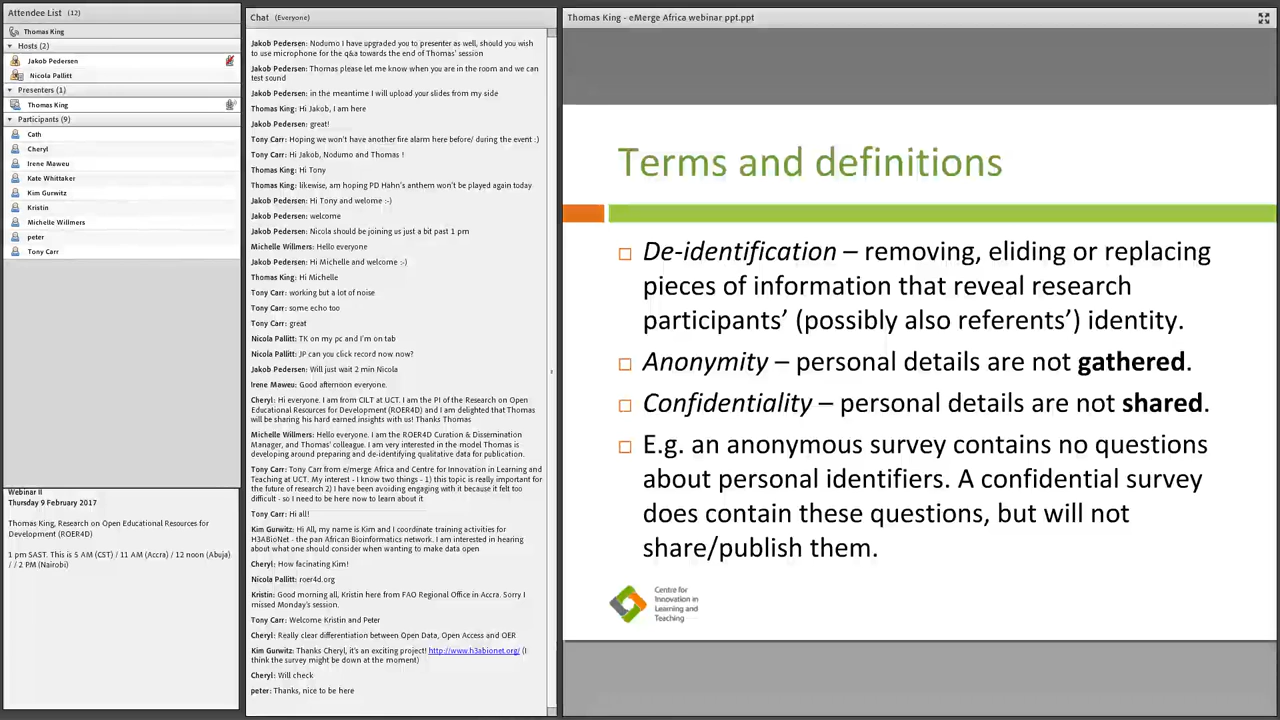 Attendee List (12)
Thomas King
Hosts (2)
Jakob Pedersen
Nicola Pallitt
Presenters (1)
Thomas King
Participants (9)
Cath
Cheryl
Irene Maweu
Kate Whittaker
Kim Gurwitz
Kristin
Michelle Willmers
peter
Tony Carr
Webinar II
Thursday 9 February 2017
Thomas King, Research on Open Educational Resources for
Development (ROER4D)
1 pm SAST. This is 5 AM (CST) / 11 AM (Accra) / 12 noon (Abuja)
/ / 2 PM (Nairobi)
Chat (Everyone)
Jakob Pedersen: Nodumo I have upgraded you to presenter as well, should you wish
to use microphone for the q&a towards the end of Thomas' session
Jakob Pedersen: Thomas please let me know when you are in the room and we can
test sound
Jakob Pedersen: in the meantime I will upload your slides from my side
Thomas King: Hi Jakob, I am here
Jakob Pedersen: great!
Tony Carr: Hoping we won't have another fire alarm here before/ during the event :)
Tony Carr: Hi Jakob, Nodumo and Thomas !
Thomas King: Hi Tony
Thomas King: likewise, am hoping PD Hahn's anthem won't be played again today
Jakob Pedersen: Hi Tony and welome :-)
Jakob Pedersen: welcome
Jakob Pedersen: Nicola should be joining us just a bit past 1 pm
Michelle Willmers: Hello everyone
Jakob Pedersen: Hi Michelle and welcome :-)
Thomas King: Hi Michelle
Tony Carr: working but a lot of noise
Tony Carr: some echo too
Tony Carr: great
Nicola Pallitt: TK on my pc and I'm on tab
Nicola Pallitt: JP can you click record now now?
Jakob Pedersen: Will just wait 2 min Nicola
Irene Maweu: Good afternoon everyone.
Cheryl: Hi everyone. I am from CILT at UCT. I am the PI of the Research on Open
Educational Resources for Development (ROER4D) and I am delighted that Thomas
will be sharing his hard earned insights with us! Thanks Thomas
Michelle Willmers: Hello everyone. I am the ROER4D Curation & Dissemination
Manager, and Thomas' colleague. I am very interested in the model Thomas is
developing around preparing and de-identifying qualitative data for publication.
Tony Carr: Tony Carr from e/merge Africa and Centre for Innovation in Learning and
Teaching at UCT. My interest - I know two things - 1) this topic is really important for
the future of research 2) I have been avoiding engaging with it because it felt too
difficult - so I need to be here now to learn about it
Tony Carr: Hi all!
Kim Gurwitz: Hi All, my name is Kim and I coordinate training activities for
H3ABioNet - the pan African Bioinformatics network. I am interested in hearing
about what one should consider when wanting to make data open
Cheryl: How facinating Kim!
Nicola Pallitt: roer4d.org
Kristin: Good morning all, Kristin here from FAO Regional Office in Accra. Sorry I
missed Monday's session.
Tony Carr: Welcome Kristin and Peter
Cheryl: Really clear differentiation between Open Data, Open Access and OER
Kim Gurwitz: Thanks Cheryl, it's an exciting project! http://www.h3abionet.org/ (I
think the survey might be down at the moment)
Cheryl: Will check
peter: Thanks, nice to be here
Thomas King - eMerge Africa webinar ppt.ppt
Terms and definitions
De-identification – removing, eliding or replacing
pieces of information that reveal research
participants’ (possibly also referents’) identity.
Anonymity – personal details are not gathered.
Confidentiality – personal details are not shared.
E.g. an anonymous survey contains no questions
about personal identifiers. A confidential survey
does contain these questions, but will not
share/publish them.
Centre for
Innovation in
Learning and
Teaching